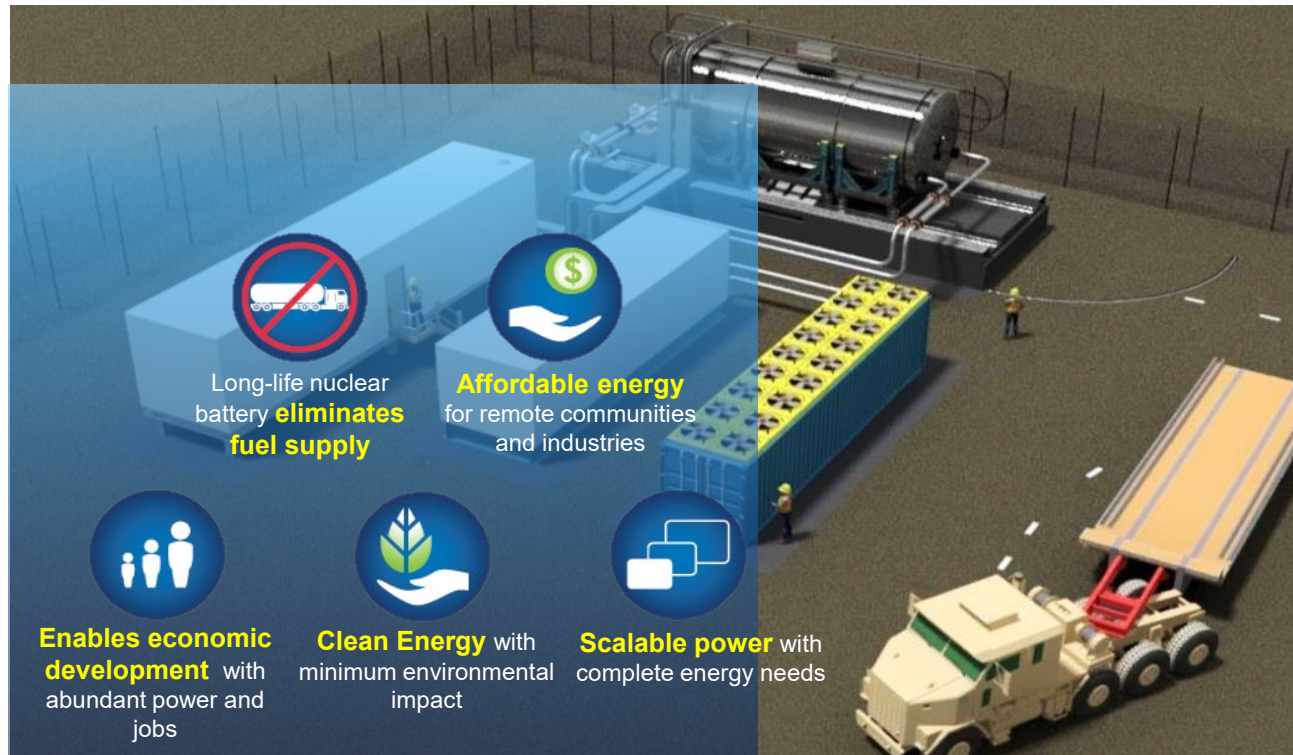 $
Long-life nuclear
battery eliminates
fuel supply
Affordable energy
for remote communities
and industries
Enables economic
development with
abundant power and
jobs
Clean Energy with
minimum environmental
impact
Scalable power with
complete energy needs